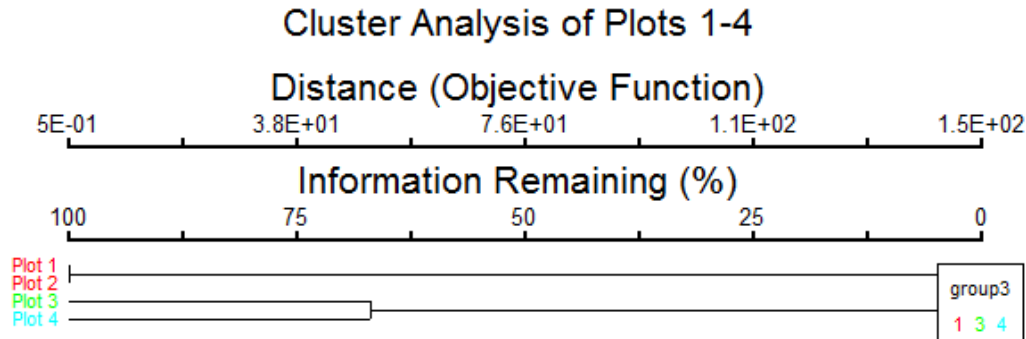 Cluster Analysis of Plots 1-4
Distance (Objective Function)
5E-01 3.8E+01 7.6E+01 1.1E+02 1.5E+02
Information Remaining (%)
100 75 50 25 0
Plot 1
Plot 2
Plot 3
Plot 4
group3
1 3 4